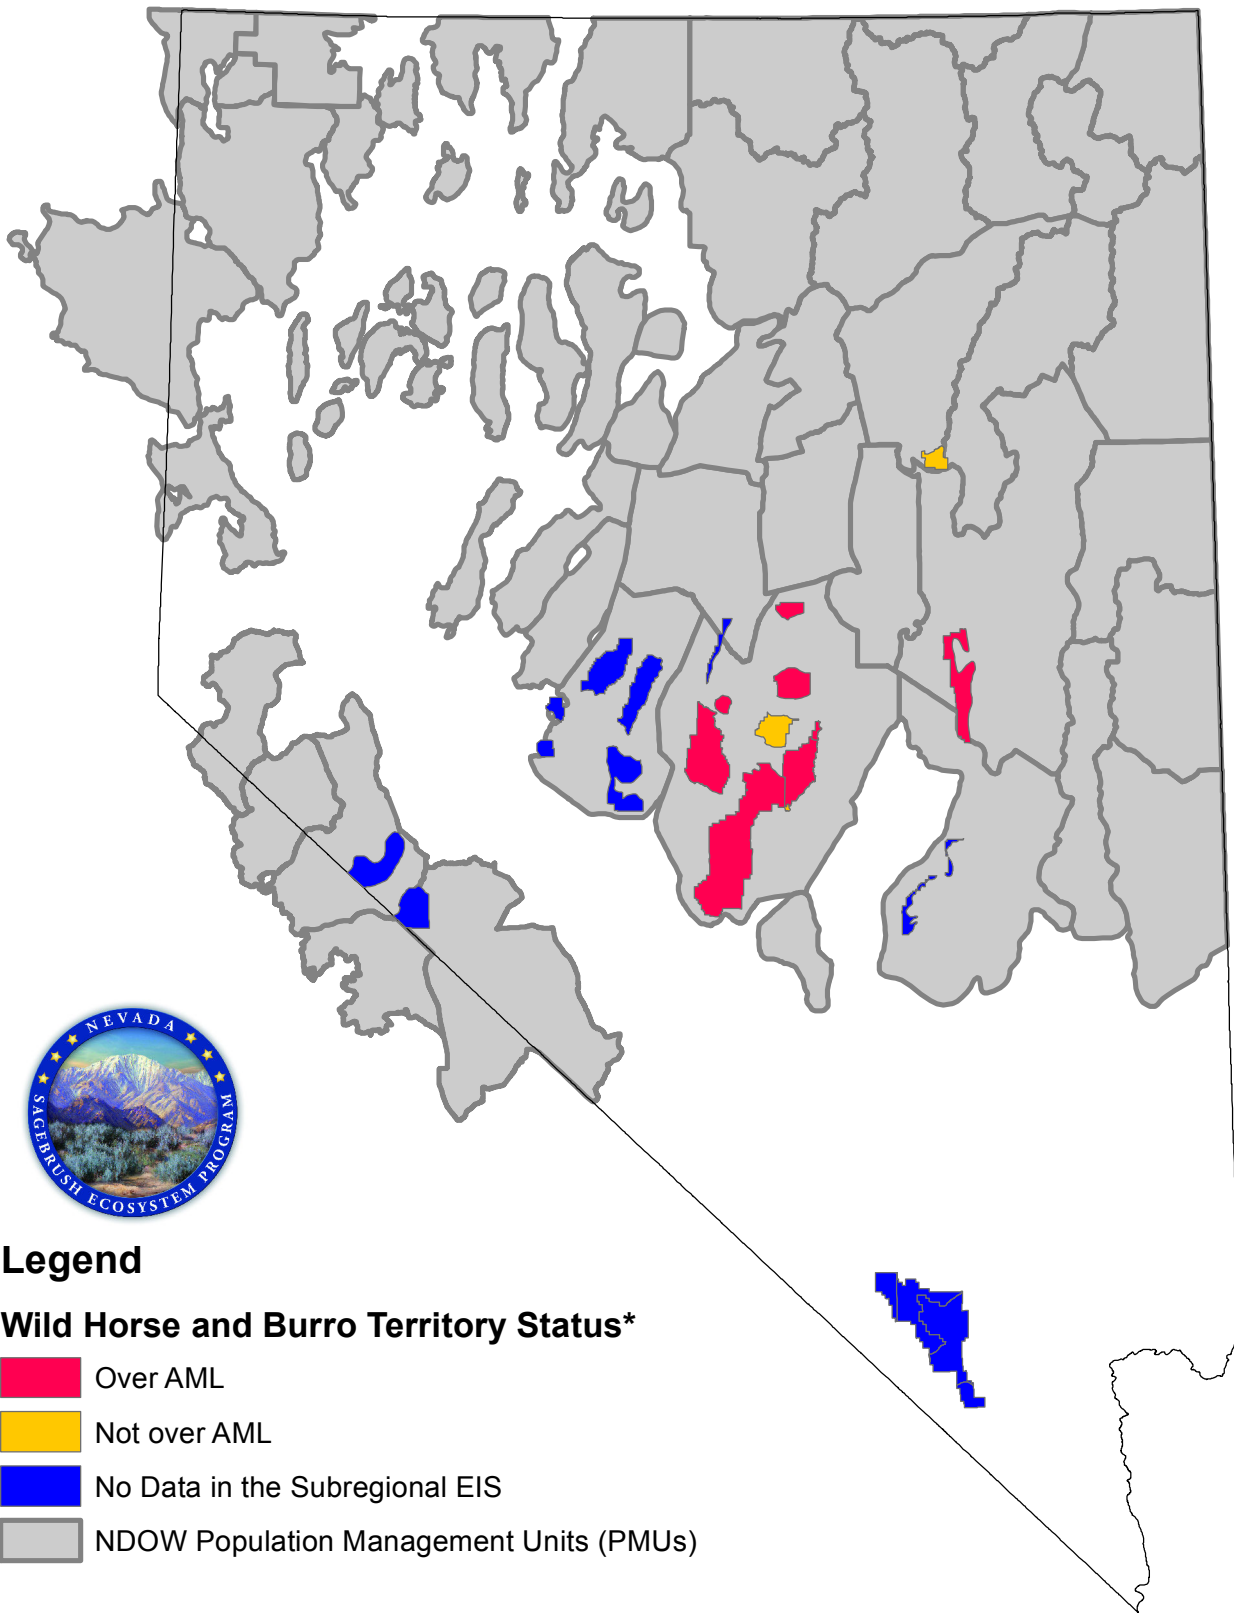 NEVADA
SAGEBRUSH ECOSYSTEM PROGRAM
Legend
Wild Horse and Burro Territory Status*
Over AML
Not over AML
No Data in the Subregional EIS
NDOW Population Management Units (PMUs)